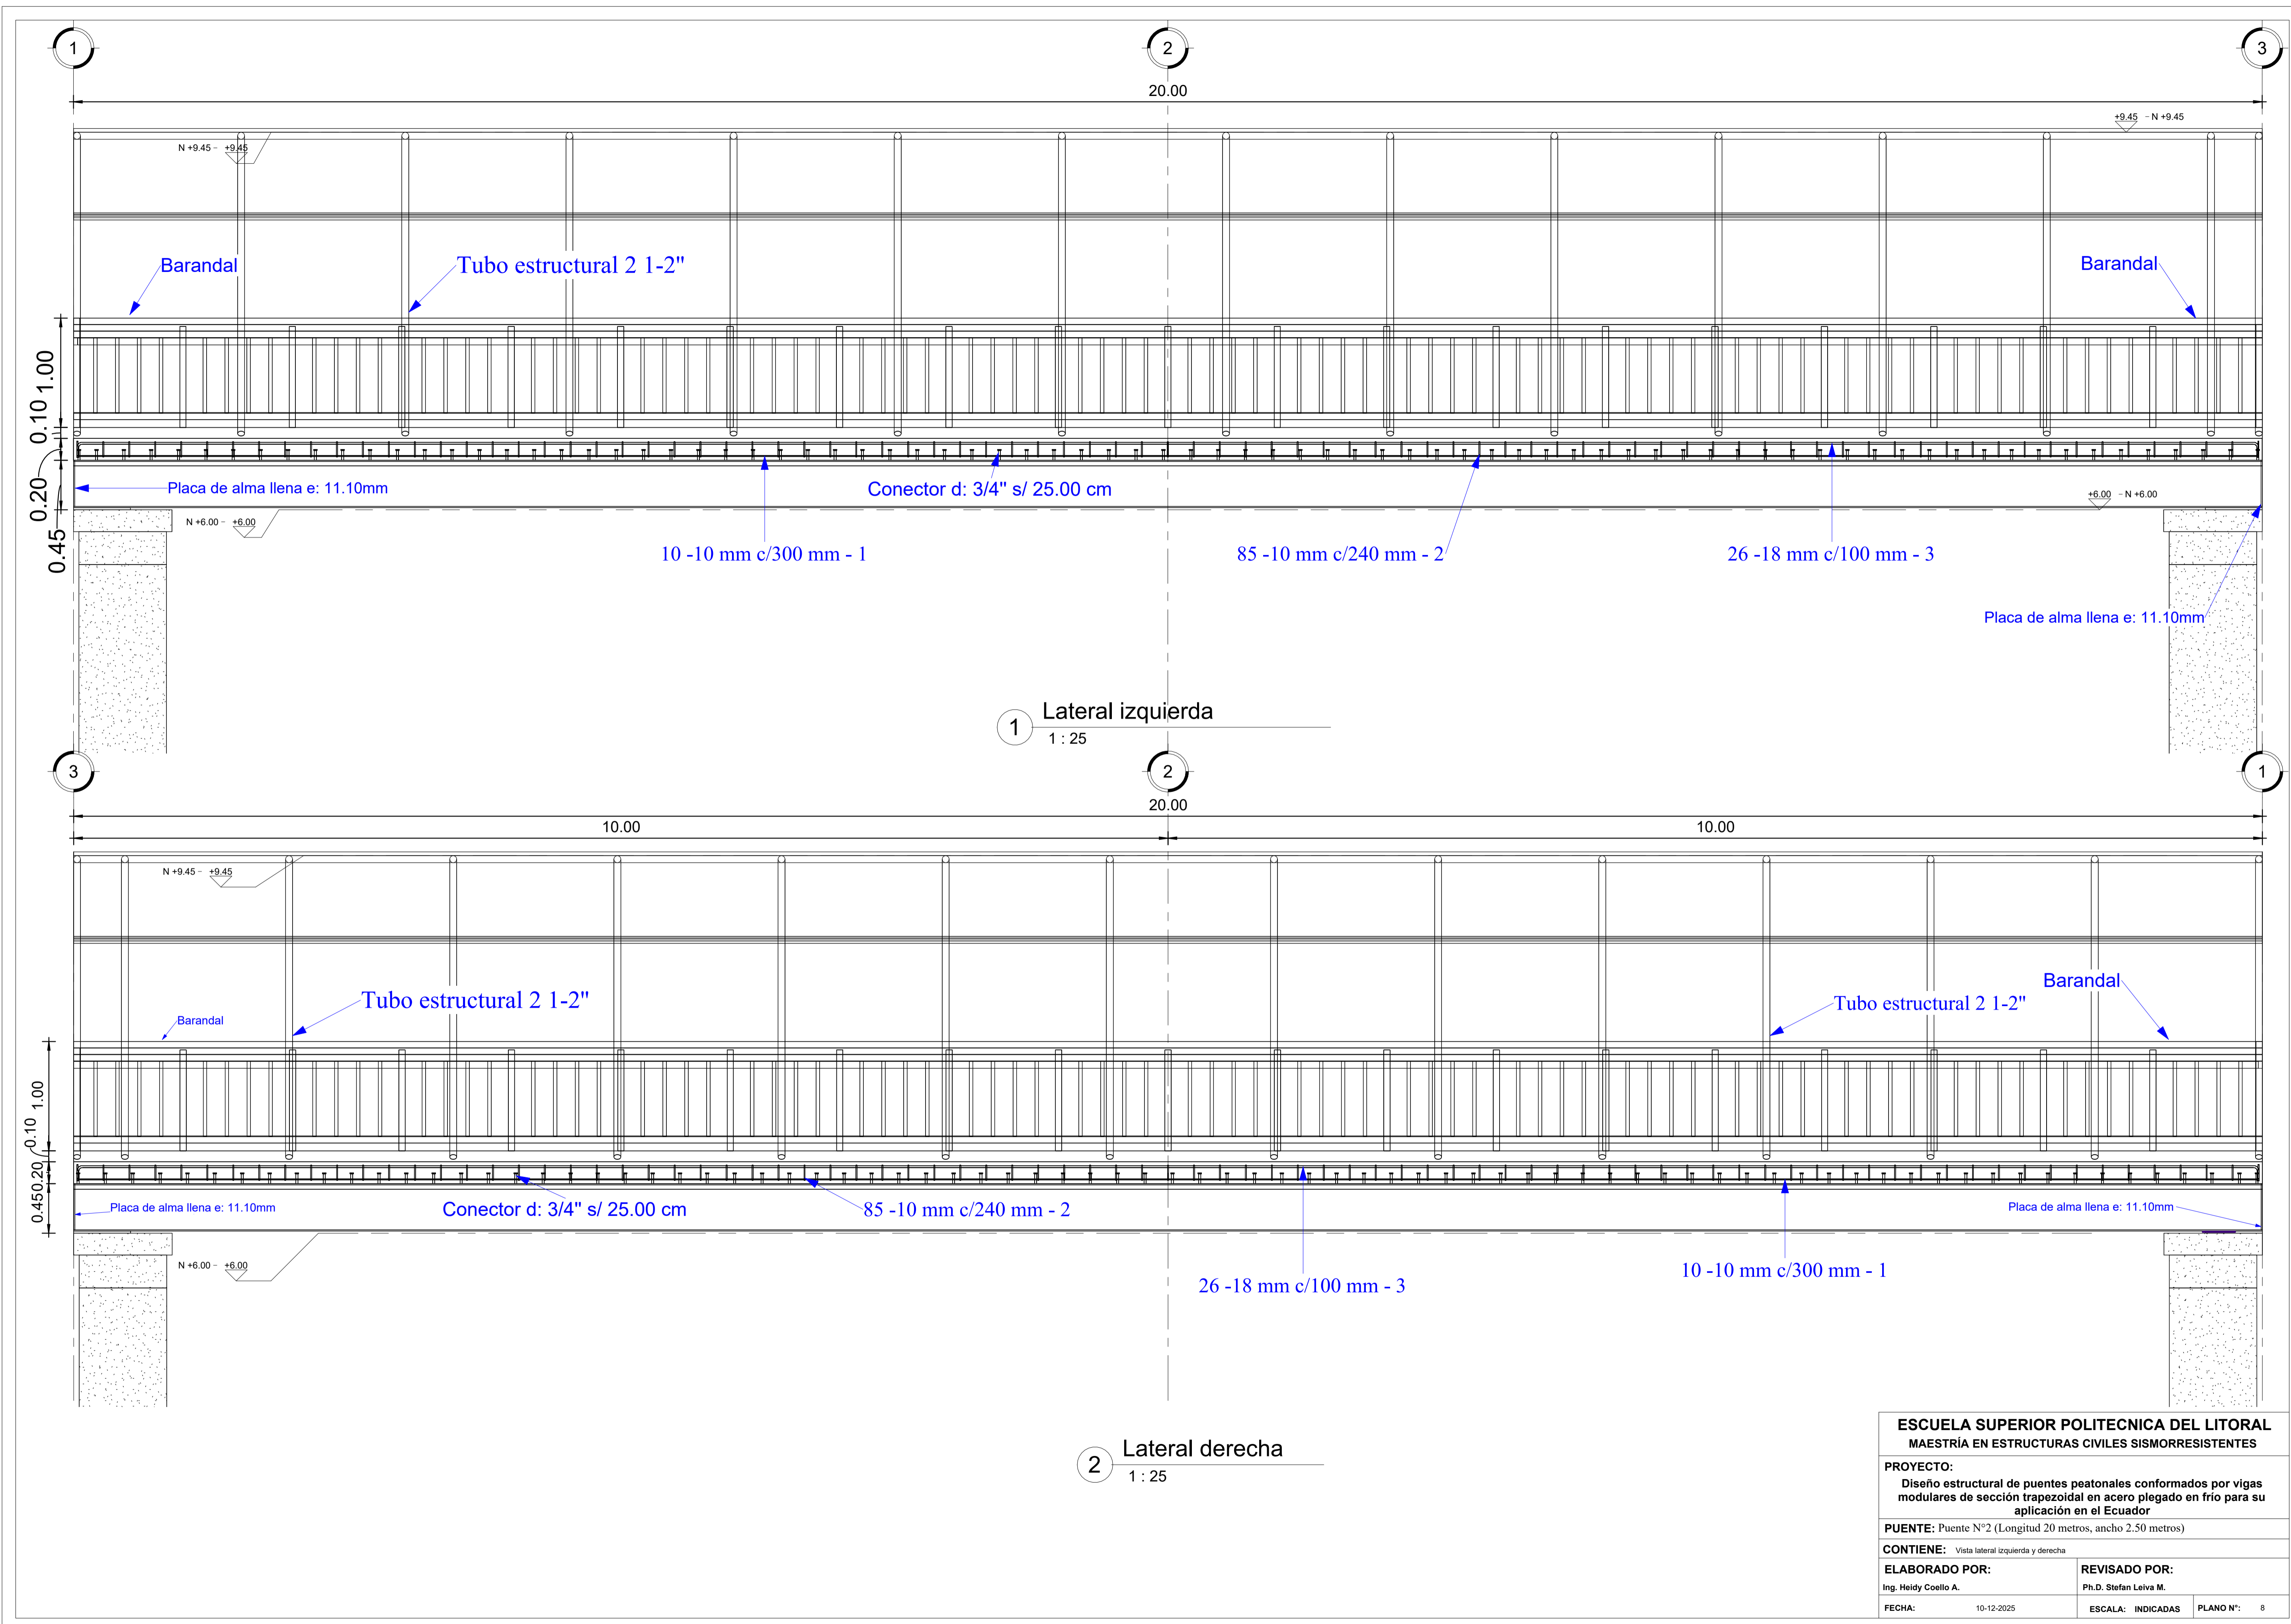 1
2
3
20.00
N +9.45 - +9.45
+9.45 - N +9.45
Barandal
Tubo estructural 2 1-2"
Barandal
1.00
0.10
0.20
0.45
Placa de alma llena e: 11.10mm
Conector d: 3/4" s/ 25.00 cm
N +6.00 - +6.00
+6.00 - N +6.00
10 -10 mm c/300 mm - 1
85 -10 mm c/240 mm - 2
26 -18 mm c/100 mm - 3
Placa de alma llena e: 11.10mm
1 Lateral izquierda
1 : 25
3
2
1
20.00
10.00
10.00
N +9.45 - +9.45
Tubo estructural 2 1-2"
Barandal
Barandal
Tubo estructural 2 1-2"
1.00
0.10
0.20
0.45
Placa de alma llena e: 11.10mm
Conector d: 3/4" s/ 25.00 cm
85 -10 mm c/240 mm - 2
Placa de alma llena e: 11.10mm
N +6.00 - +6.00
26 -18 mm c/100 mm - 3
10 -10 mm c/300 mm - 1
2 Lateral derecha
1 : 25
ESCUELA SUPERIOR POLITECNICA DEL LITORAL
MAESTRÍA EN ESTRUCTURAS CIVILES SISMORRESISTENTES
PROYECTO:
Diseño estructural de puentes peatonales conformados por vigas
modulares de sección trapezoidal en acero plegado en frío para su
aplicación en el Ecuador
PUENTE: Puente N°2 (Longitud 20 metros, ancho 2.50 metros)
CONTIENE: Vista lateral izquierda y derecha
ELABORADO POR: REVISADO POR:
Ing. Heidy Coello A. Ph.D. Stefan Leiva M.
FECHA: 10-12-2025 ESCALA: INDICADAS PLANO N°: 8